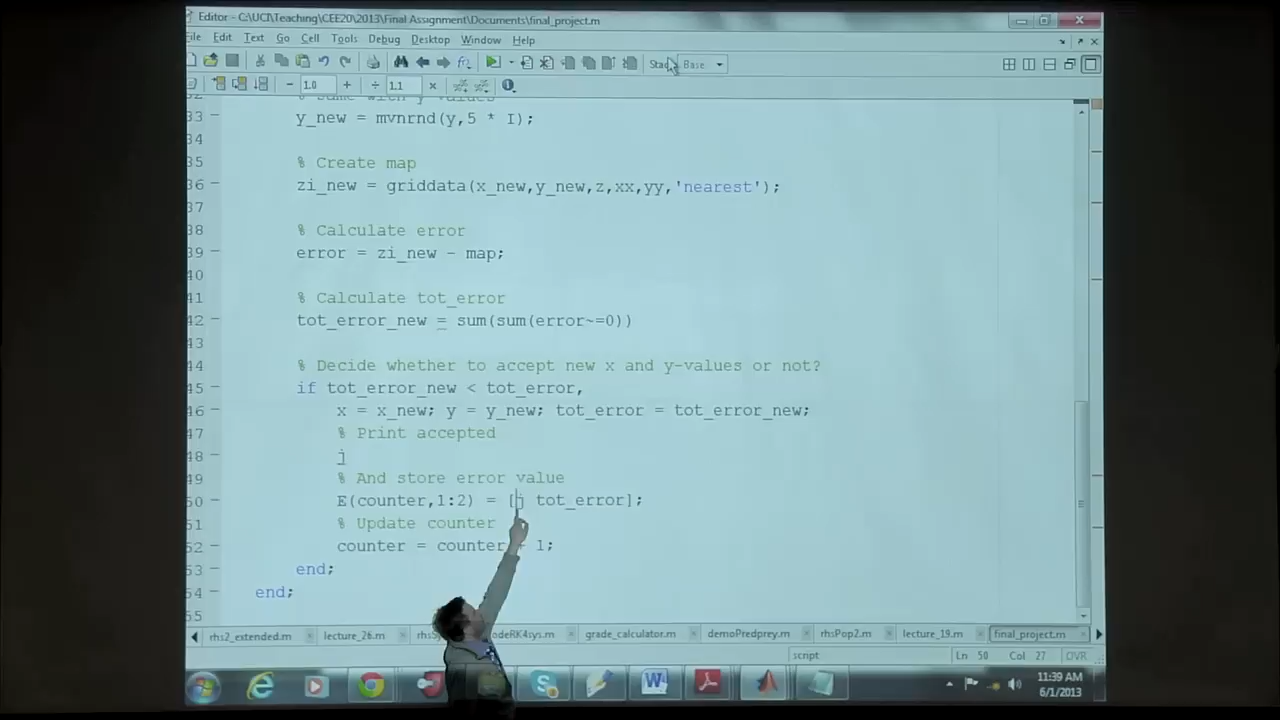 Editor - C:\UCI\Teaching\CEE20\2013\Final Assignment\Documents\final_project.m
File Edit Text Go Cell Tools Debug Desktop Window Help
Base
1.0 + ÷ 1.1 ×
% Same with y values
33 y_new = mvnrnd(y,5 * I);
34
35 % Create map
36 zi_new = griddata(x_new,y_new,z,xx,yy,'nearest');
37
38 % Calculate error
39 error = zi_new - map;
40
41 % Calculate tot_error
42 tot_error_new = sum(sum(error~=0))
43
44 % Decide whether to accept new x and y-values or not?
45 if tot_error_new < tot_error,
46 x = x_new; y = y_new; tot_error = tot_error_new;
47 % Print accepted
48 j
49 % And store error value
50 E(counter,1:2) = [j tot_error];
51 % Update counter
52 counter = counter + 1;
53 end;
54 end;
55
rhs2_extended.m lecture_26.m odeRK4sys.m grade_calculator.m demoPredprey.m rhsPop2.m lecture_19.m final_project.m
script Ln 50 Col 27 OVR
11:39 AM
6/1/2013